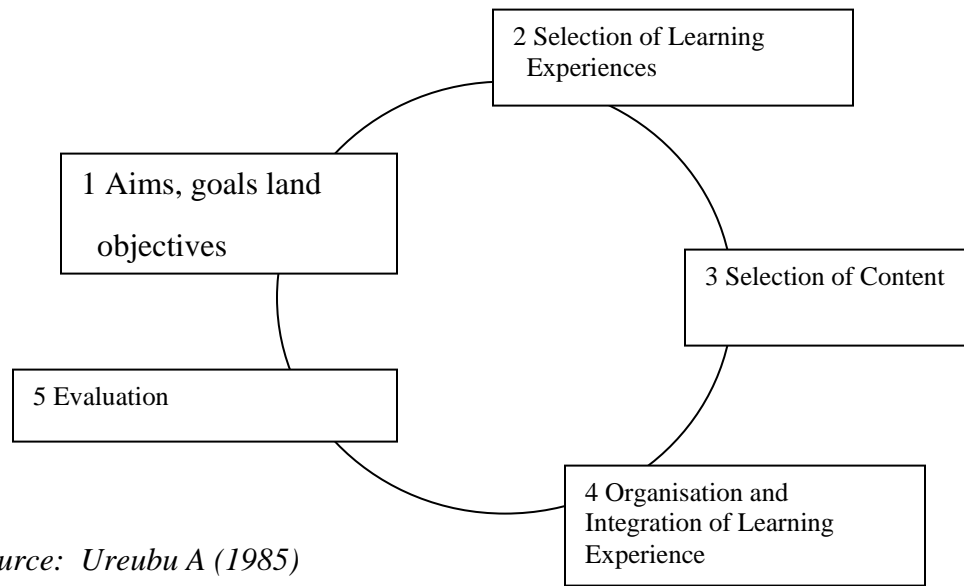 2 Selection of Learning
Experiences
1 Aims, goals land
objectives
3 Selection of Content
5 Evaluation
4 Organisation and
Integration of Learning
Experience
urce: Ureubu A (1985)